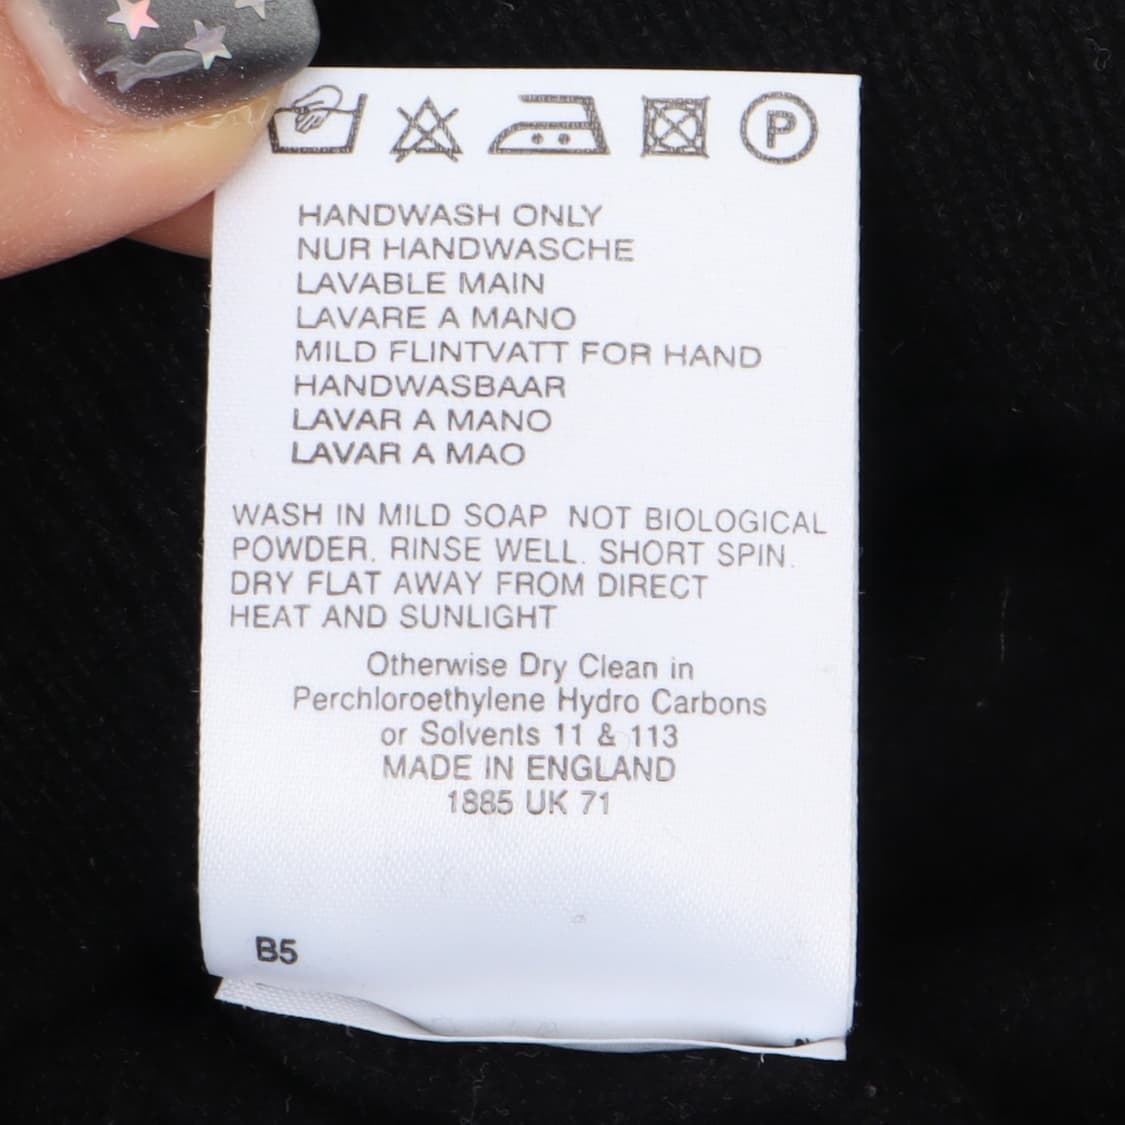 P
HANDWASH ONLY
NUR HANDWASCHE
LAVABLE MAIN
LAVARE A MANO
MILD FLINTVATT FOR HAND
HANDWASBAAR
LAVAR A MANO
LAVAR A MAO
WASH IN MILD SOAP NOT BIOLOGICAL
POWDER. RINSE WELL. SHORT SPIN.
DRY FLAT AWAY FROM DIRECT
HEAT AND SUNLIGHT
Otherwise Dry Clean in
Perchloroethylene Hydro Carbons
or Solvents 11 & 113
MADE IN ENGLAND
1885 UK 71
B5